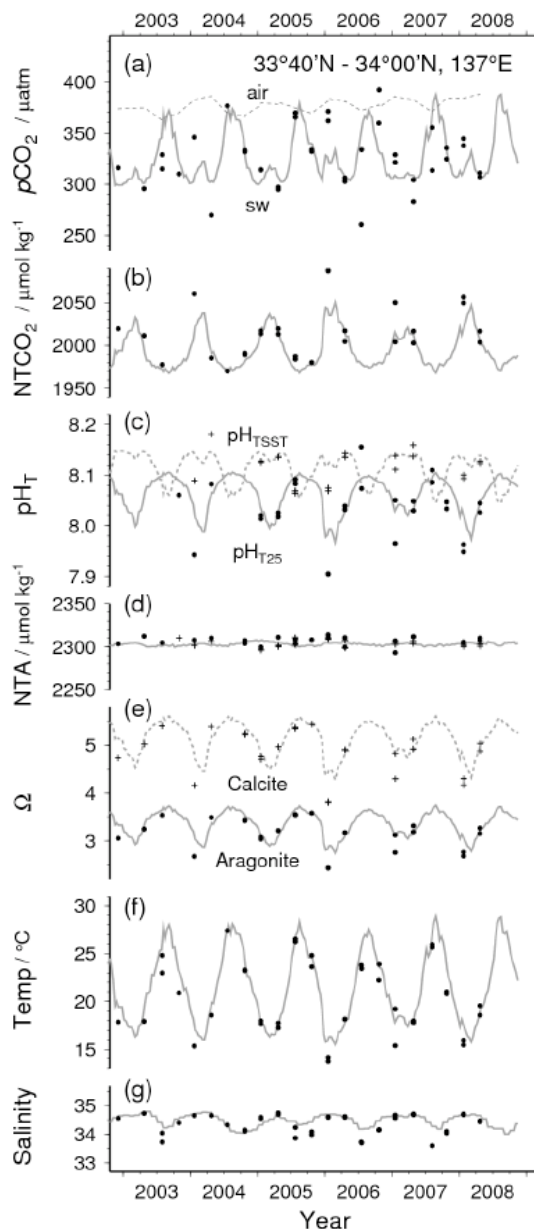 2003 2004 2005 2006 2007 2008
(a) 33°40'N - 34°00'N, 137°E
pCO₂ / µatm
400
350
300
250
air
sw
(b)
NTCO₂ / µmol kg⁻¹
2050
2000
1950
(c)
pH_T
8.2
8.1
8.0
7.9
pH_TSST
pH_T25
(d)
NTA / µmol kg⁻¹
2350
2300
2250
(e)
Ω
5
4
3
Calcite
Aragonite
(f)
Temp / °C
30
25
20
15
(g)
Salinity
35
34
33
2003 2004 2005 2006 2007 2008
Year